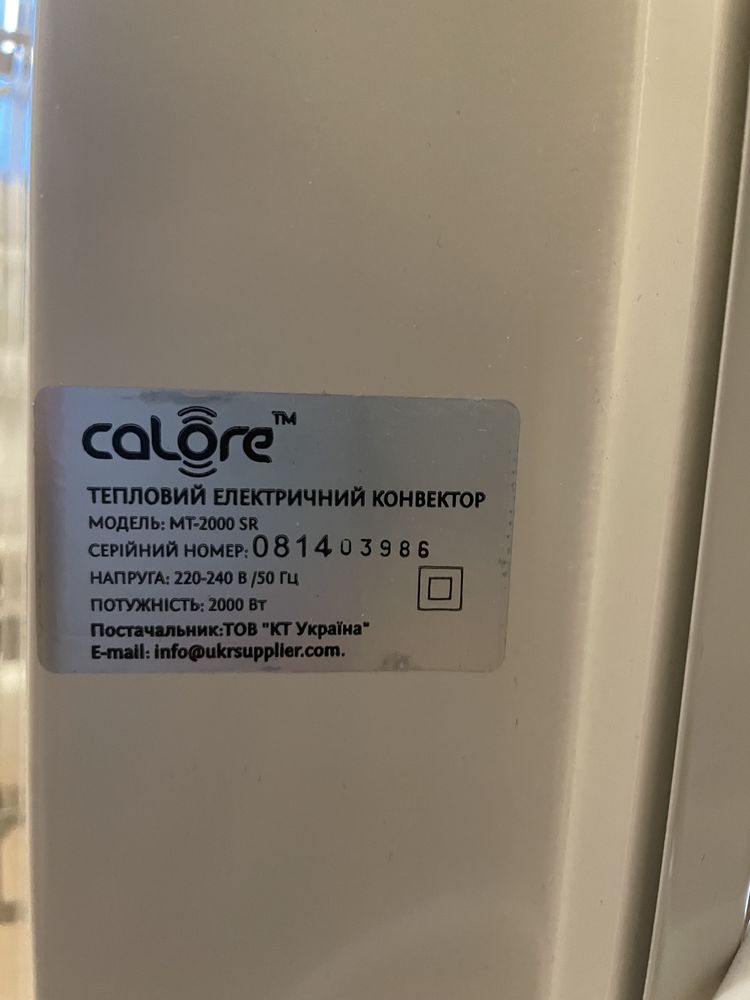 caLore™
ТЕПЛОВИЙ ЕЛЕКТРИЧНИЙ КОНВЕКТОР
МОДЕЛЬ: МТ-2000 SR
СЕРІЙНИЙ НОМЕР: 081403986
НАПРУГА: 220-240 В /50 Гц
ПОТУЖНІСТЬ: 2000 Вт
Постачальник:ТОВ "КТ Україна"
E-mail: info@ukrsupplier.com.